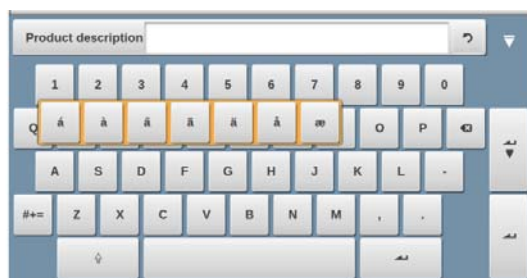 Product description
1 2 3 4 5 6 7 8 9 0
Q á à ã ä å æ O P
A S D F G H J K L -
#+= Z X C V B N M , .